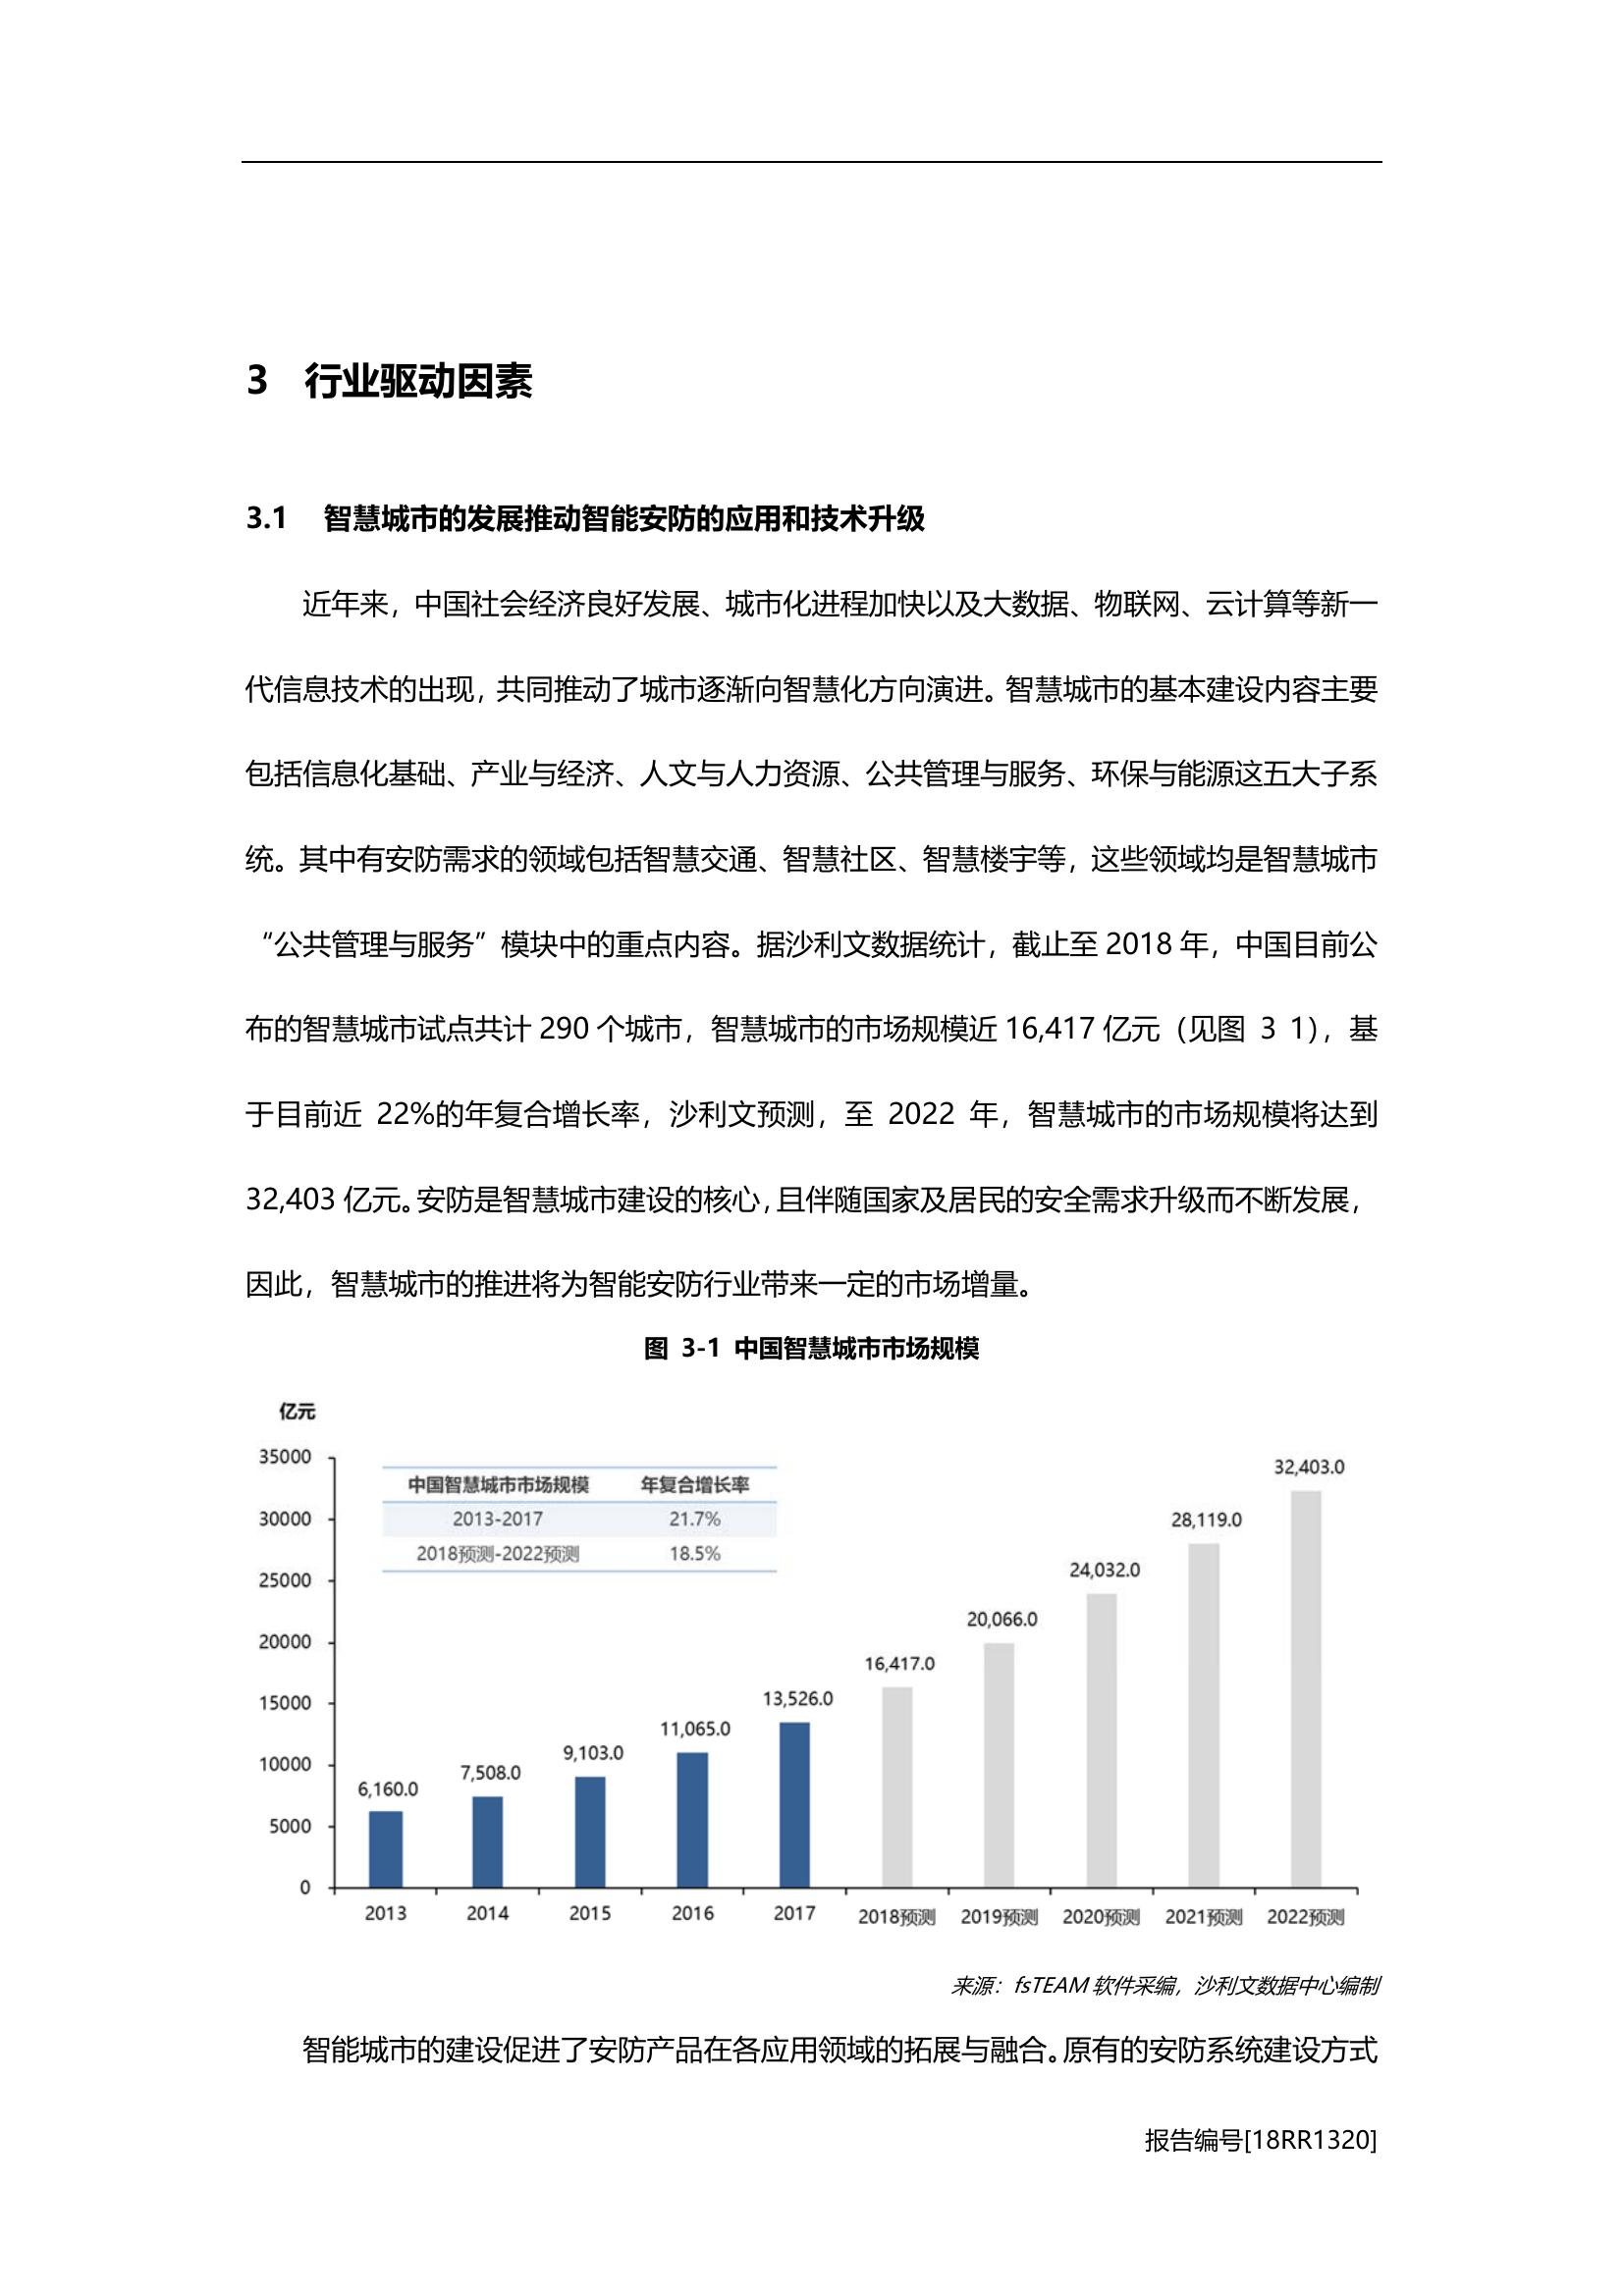 3 行业驱动因素
3.1 智慧城市的发展推动智能安防的应用和技术升级
近年来，中国社会经济良好发展、城市化进程加快以及大数据、物联网、云计算等新一
代信息技术的出现，共同推动了城市逐渐向智慧化方向演进。智慧城市的基本建设内容主要
包括信息化基础、产业与经济、人文与人力资源、公共管理与服务、环保与能源这五大子系
统。其中有安防需求的领域包括智慧交通、智慧社区、智慧楼宇等，这些领域均是智慧城市
“公共管理与服务”模块中的重点内容。据沙利文数据统计，截止至 2018 年，中国目前公
布的智慧城市试点共计 290 个城市，智慧城市的市场规模近 16,417 亿元（见图 3 1），基
于目前近 22%的年复合增长率，沙利文预测，至 2022 年，智慧城市的市场规模将达到
32,403 亿元。安防是智慧城市建设的核心，且伴随国家及居民的安全需求升级而不断发展，
因此，智慧城市的推进将为智能安防行业带来一定的市场增量。
图 3-1 中国智慧城市市场规模
亿元
35000
30000
25000
20000
15000
10000
5000
0
中国智慧城市市场规模 年复合增长率
2013-2017 21.7%
2018预测-2022预测 18.5%
6,160.0
7,508.0
9,103.0
11,065.0
13,526.0
16,417.0
20,066.0
24,032.0
28,119.0
32,403.0
2013 2014 2015 2016 2017 2018预测 2019预测 2020预测 2021预测 2022预测
来源：fsTEAM 软件采编，沙利文数据中心编制
智能城市的建设促进了安防产品在各应用领域的拓展与融合。原有的安防系统建设方式
报告编号[18RR1320]